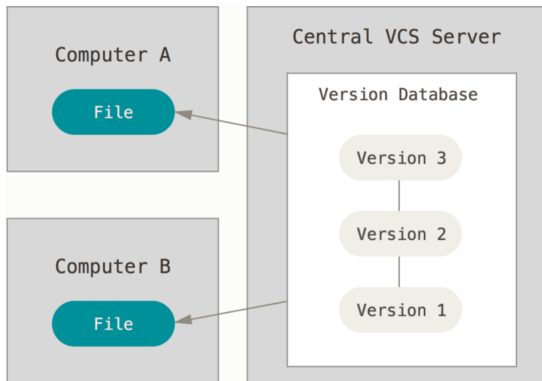 Computer A
File
Computer B
File
Central VCS Server
Version Database
Version 3
Version 2
Version 1